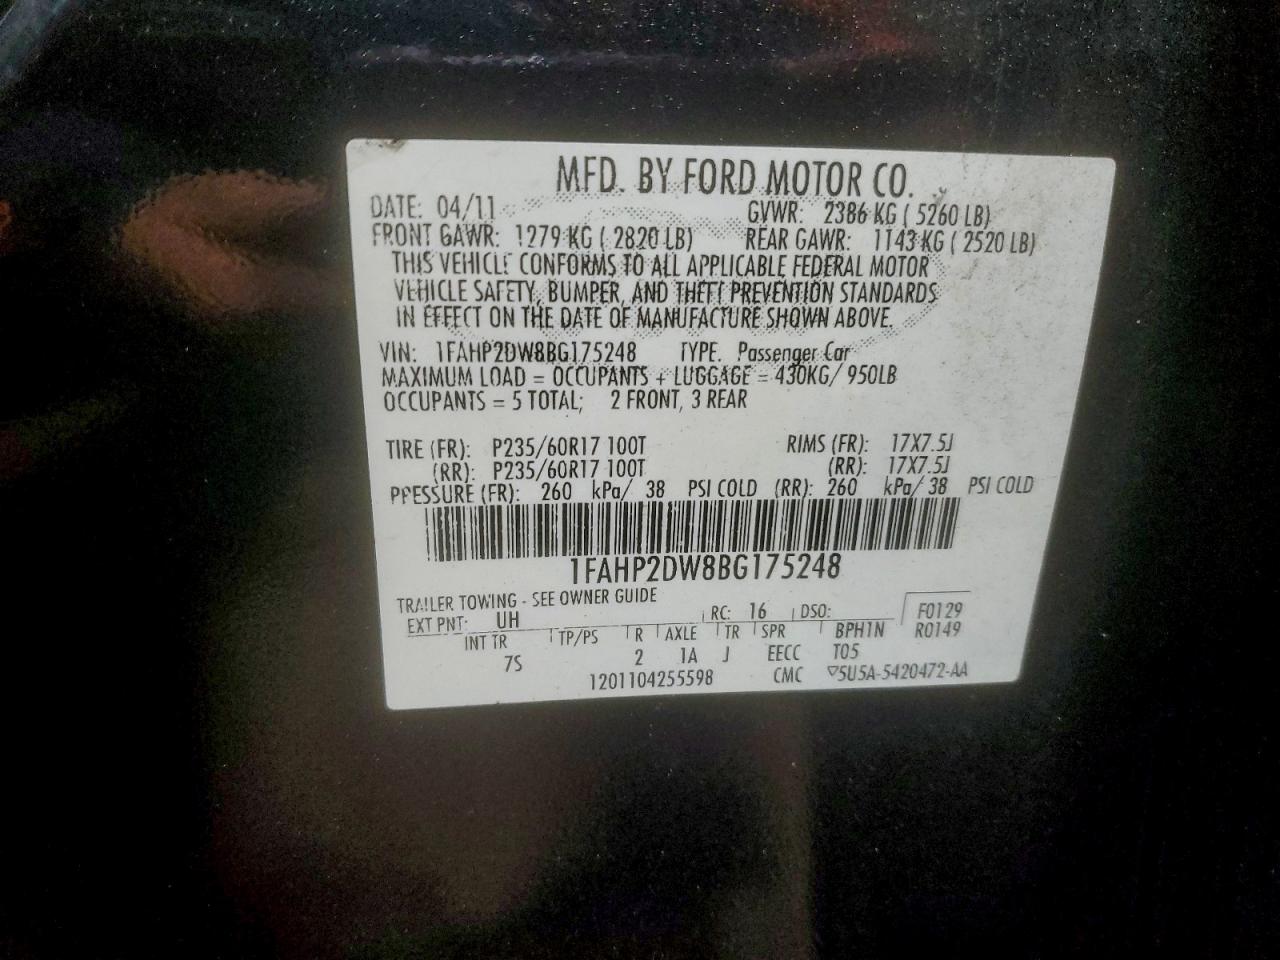 MFD. BY FORD MOTOR CO.
DATE: 04/11 GVWR: 2386 KG ( 5260 LB)
FRONT GAWR: 1279 KG ( 2820 LB) REAR GAWR: 1143 KG ( 2520 LB)
THIS VEHICLE CONFORMS TO ALL APPLICABLE FEDERAL MOTOR
VEHICLE SAFETY, BUMPER, AND THEFT PREVENTION STANDARDS
IN EFFECT ON THE DATE OF MANUFACTURE SHOWN ABOVE.
VIN: 1FAHP2DW8BG175248 TYPE. Passenger Car
MAXIMUM LOAD = OCCUPANTS + LUGGAGE = 430KG/ 950LB
OCCUPANTS = 5 TOTAL; 2 FRONT, 3 REAR
TIRE (FR): P235/60R17 100T RIMS (FR): 17X7.5J
(RR): P235/60R17 100T (RR): 17X7.5J
PRESSURE (FR): 260 kPa/ 38 PSI COLD (RR): 260 kPa/ 38 PSI COLD
1FAHP2DW8BG175248
TRAILER TOWING - SEE OWNER GUIDE
EXT PNT: UH RC: 16 DSO: F0129
INT TR TP/PS R AXLE TR SPR BPH1N R0149
7S 2 1A J EECC T05
1201104255598 CMC ▽5U5A-5420472-AA